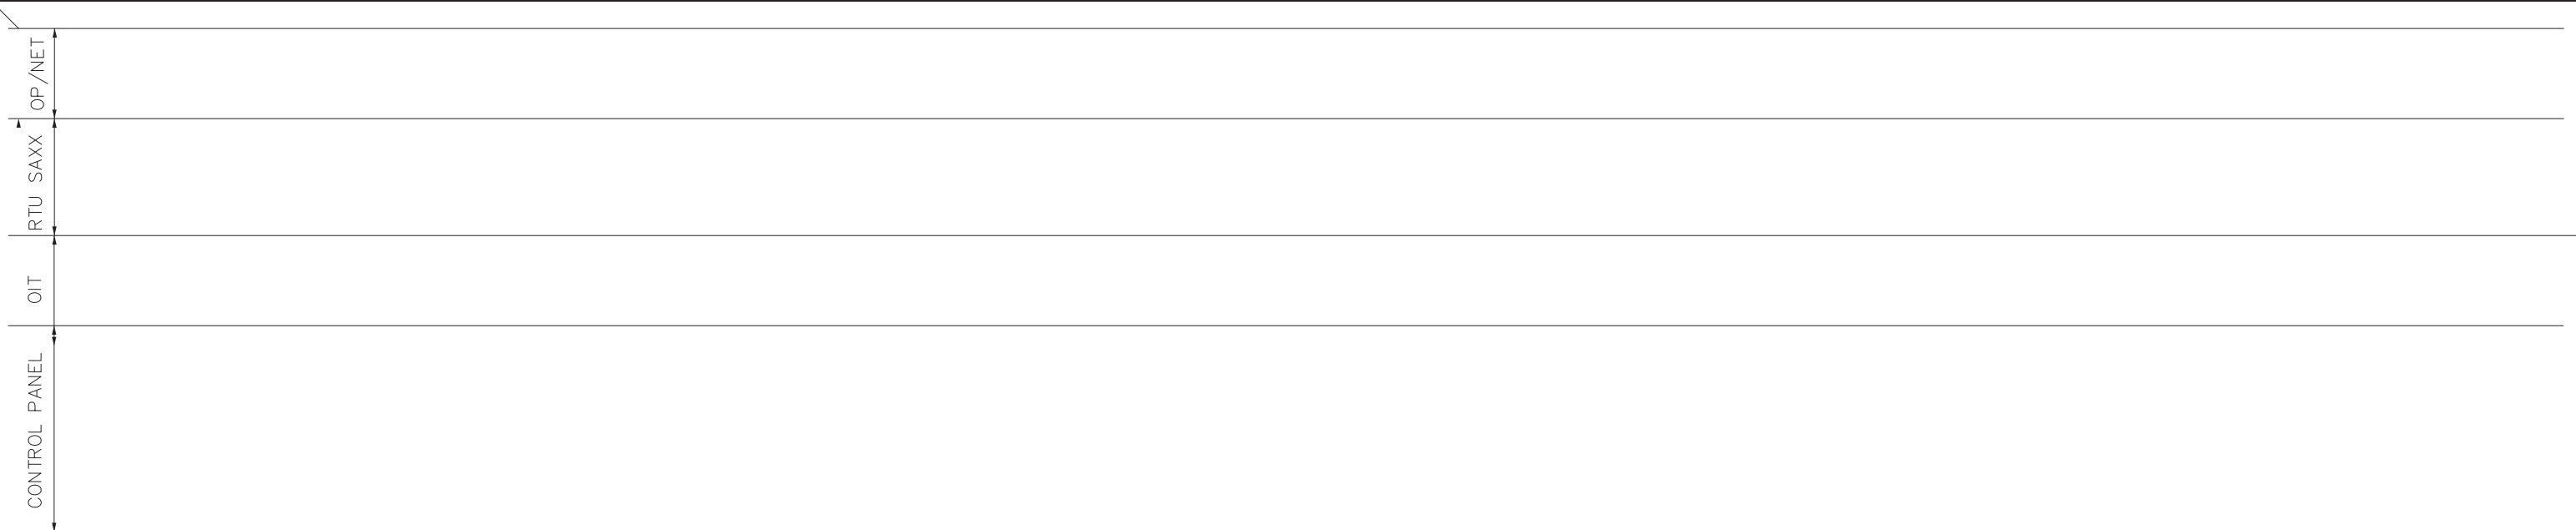 OP/NET
RTU SAXX
OIT
CONTROL PANEL